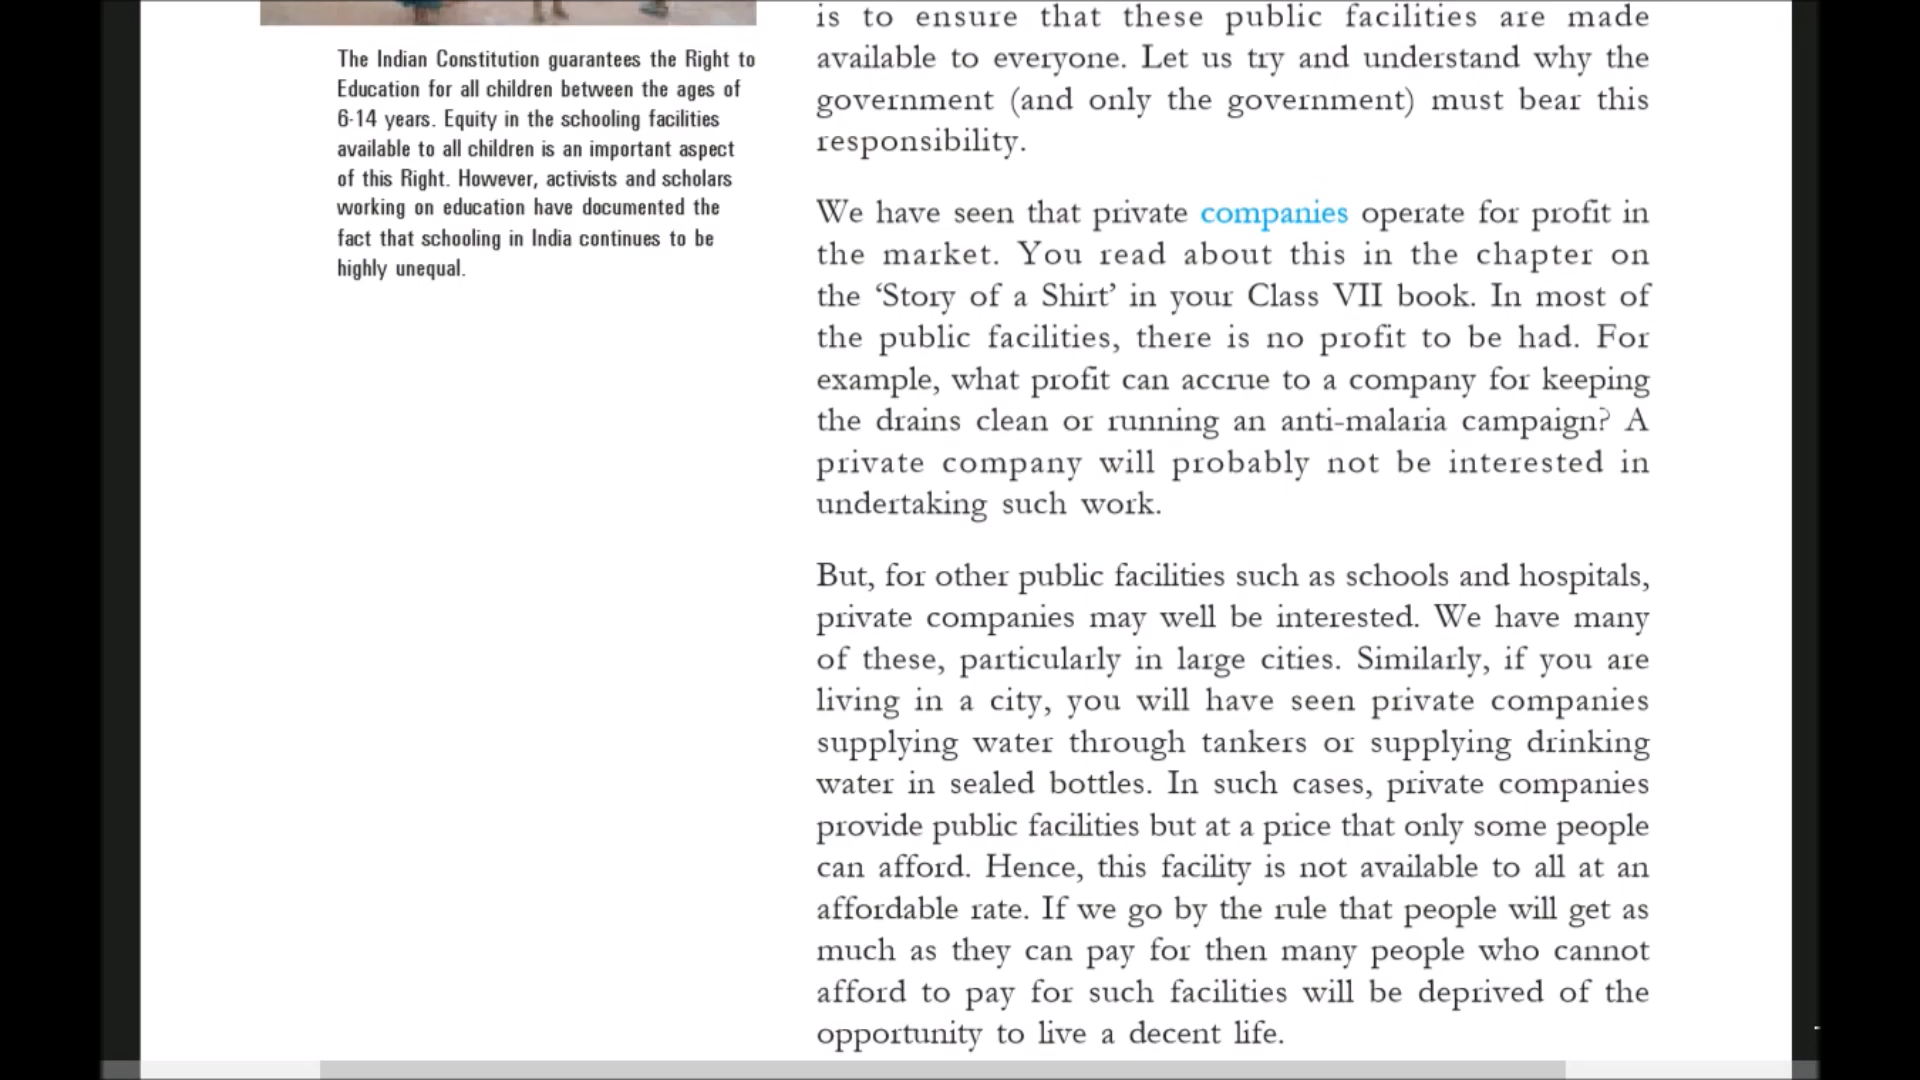 The Indian Constitution guarantees the Right to
Education for all children between the ages of
6-14 years. Equity in the schooling facilities
available to all children is an important aspect
of this Right. However, activists and scholars
working on education have documented the
fact that schooling in India continues to be
highly unequal.
is to ensure that these public facilities are made
available to everyone. Let us try and understand why the
government (and only the government) must bear this
responsibility.
We have seen that private companies operate for profit in
the market. You read about this in the chapter on
the ‘Story of a Shirt’ in your Class VII book. In most of
the public facilities, there is no profit to be had. For
example, what profit can accrue to a company for keeping
the drains clean or running an anti-malaria campaign? A
private company will probably not be interested in
undertaking such work.
But, for other public facilities such as schools and hospitals,
private companies may well be interested. We have many
of these, particularly in large cities. Similarly, if you are
living in a city, you will have seen private companies
supplying water through tankers or supplying drinking
water in sealed bottles. In such cases, private companies
provide public facilities but at a price that only some people
can afford. Hence, this facility is not available to all at an
affordable rate. If we go by the rule that people will get as
much as they can pay for then many people who cannot
afford to pay for such facilities will be deprived of the
opportunity to live a decent life.